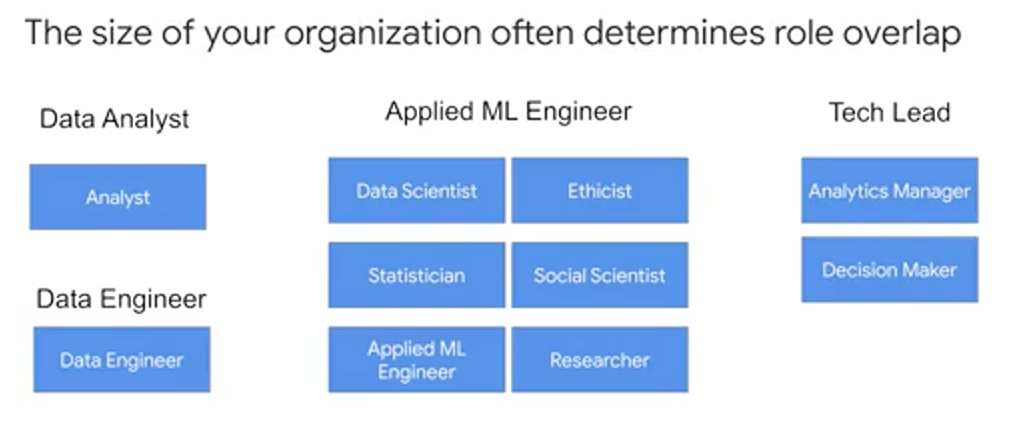 The size of your organization often determines role overlap
Data Analyst
Analyst
Data Engineer
Data Engineer
Applied ML Engineer
Data Scientist
Ethicist
Statistician
Social Scientist
Applied ML
Engineer
Researcher
Tech Lead
Analytics Manager
Decision Maker